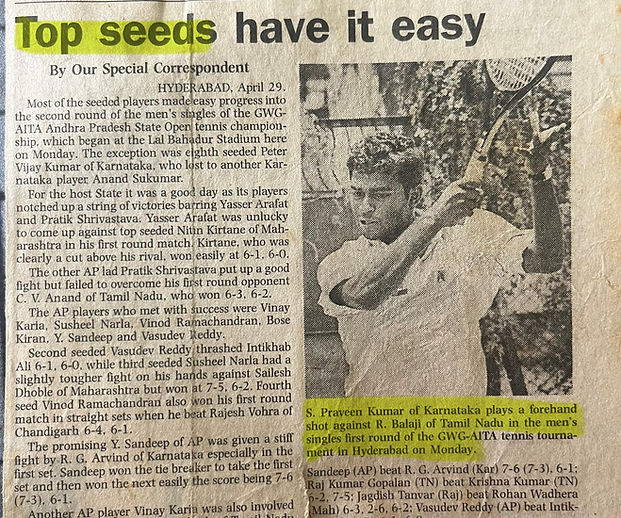 Top seeds have it easy
By Our Special Correspondent
HYDERABAD, April 29.
Most of the seeded players made easy progress into
the second round of the men's singles of the GWG-
AITA Andhra Pradesh State Open tennis champion-
ship, which began at the Lal Bahadur Stadium here
on Monday. The exception was eighth seeded Peter
Vijay Kumar of Karnataka, who lost to another Kar-
nataka player, Anand Sukumar.
For the host State it was a good day as its players
notched up a string of victories barring Yasser Arafat
and Pratik Shrivastava. Yasser Arafat was unlucky
to come up against top seeded Nitin Kirtane of Mah-
arashtra in his first round match. Kirtane, who was
clearly a cut above his rival, won easily at 6-1, 6-0.
The other AP lad Pratik Shrivastava put up a good
fight but failed to overcome his first round opponent
C. V. Anand of Tamil Nadu, who won 6-3, 6-2.
The AP players who met with success were Vinay
Karia, Susheel Narla, Vinod Ramachandran, Bose
Kiran, Y. Sandeep and Vasudev Reddy.
Second seeded Vasudev Reddy thrashed Intikhab
Ali 6-1, 6-0, while third seeded Susheel Narla had a
slightly tougher fight on his hands against Sailesh
Dhoble of Maharashtra but won at 7-5, 6-2. Fourth
seed Vinod Ramachandran also won his first round
match in straight sets when he beat Rajesh Vohra of
Chandigarh 6-4, 6-1.
The promising Y. Sandeep of AP was given a stiff
fight by R. G. Arvind of Karnataka especially in the
first set. Sandeep won the tie breaker to take the first
set and then won the next easily the score being 7-6
(7-3), 6-1.
Another AP player Vinay Karia was also involved
S. Praveen Kumar of Karnataka plays a forehand
shot against R. Balaji of Tamil Nadu in the men's
singles first round of the GWG-AITA tennis tourna-
ment in Hyderabad on Monday.
Sandeep (AP) beat R. G. Arvind (Kar) 7-6 (7-3), 6-1;
Raj Kumar Gopalan (TN) beat Krishna Kumar (TN)
6-2, 7-5; Jagdish Tanvar (Raj) beat Rohan Wadhera
(Mah) 6-3, 2-6, 6-2; Vasudev Reddy (AP) beat Intik-